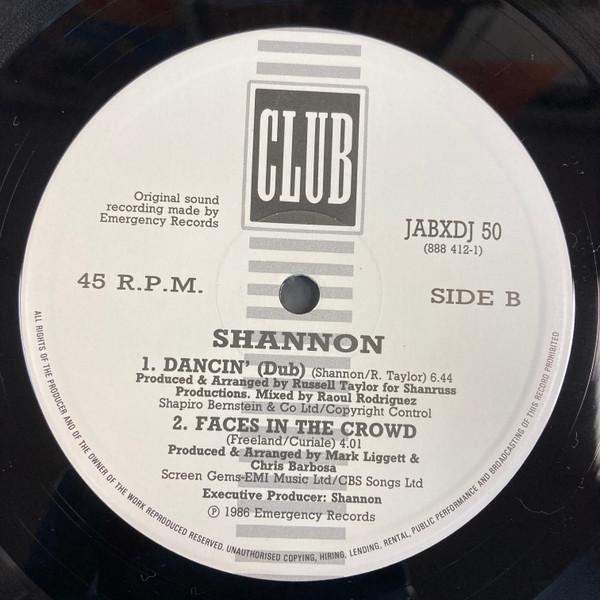 CLUB
Original sound
recording made by
Emergency Records
JABXDJ 50
(888 412-1)
45 R.P.M.
SIDE B
SHANNON
1. DANCIN' (Dub) (Shannon/R. Taylor) 6.44
Produced & Arranged by Russell Taylor for Shanruss
Productions. Mixed by Raoul Rodriguez
Shapiro Bernstein & Co Ltd/Copyright Control
2. FACES IN THE CROWD
(Freeland/Curiale) 4.01
Produced & Arranged by Mark Liggett &
Chris Barbosa
Screen Gems-EMI Music Ltd/CBS Songs Ltd
Executive Producer: Shannon
℗ 1986 Emergency Records
ALL RIGHTS OF THE PRODUCER AND OF THE OWNER OF THE WORK REPRODUCED RESERVED. UNAUTHORISED COPYING, HIRING, LENDING, RENTAL, PUBLIC PERFORMANCE AND BROADCASTING OF THIS RECORD PROHIBITED